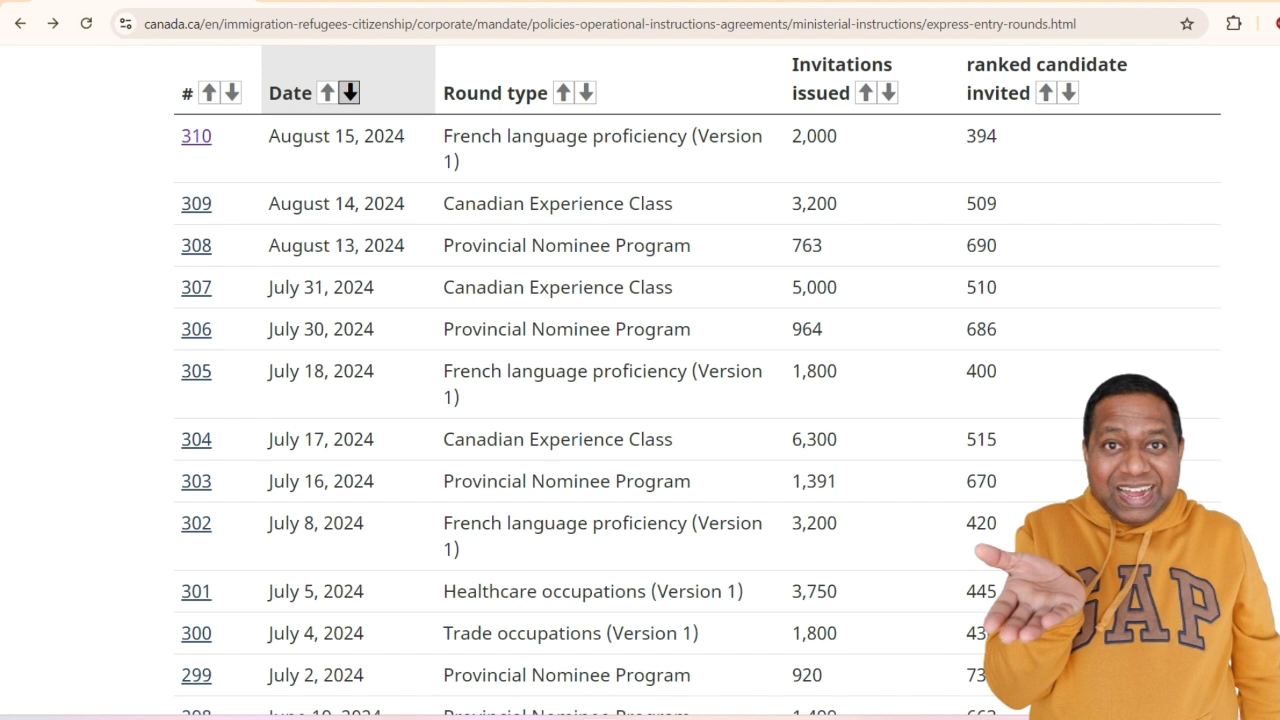 canada.ca/en/immigration-refugees-citizenship/corporate/mandate/policies-operational-instructions-agreements/ministerial-instructions/express-entry-rounds.html
Invitations ranked candidate
# Date Round type issued invited
310 August 15, 2024 French language proficiency (Version 2,000 394
1)
309 August 14, 2024 Canadian Experience Class 3,200 509
308 August 13, 2024 Provincial Nominee Program 763 690
307 July 31, 2024 Canadian Experience Class 5,000 510
306 July 30, 2024 Provincial Nominee Program 964 686
305 July 18, 2024 French language proficiency (Version 1,800 400
1)
304 July 17, 2024 Canadian Experience Class 6,300 515
303 July 16, 2024 Provincial Nominee Program 1,391 670
302 July 8, 2024 French language proficiency (Version 3,200 420
1)
301 July 5, 2024 Healthcare occupations (Version 1) 3,750 445
300 July 4, 2024 Trade occupations (Version 1) 1,800
299 July 2, 2024 Provincial Nominee Program 920
Provincial Nominee Program
GAP